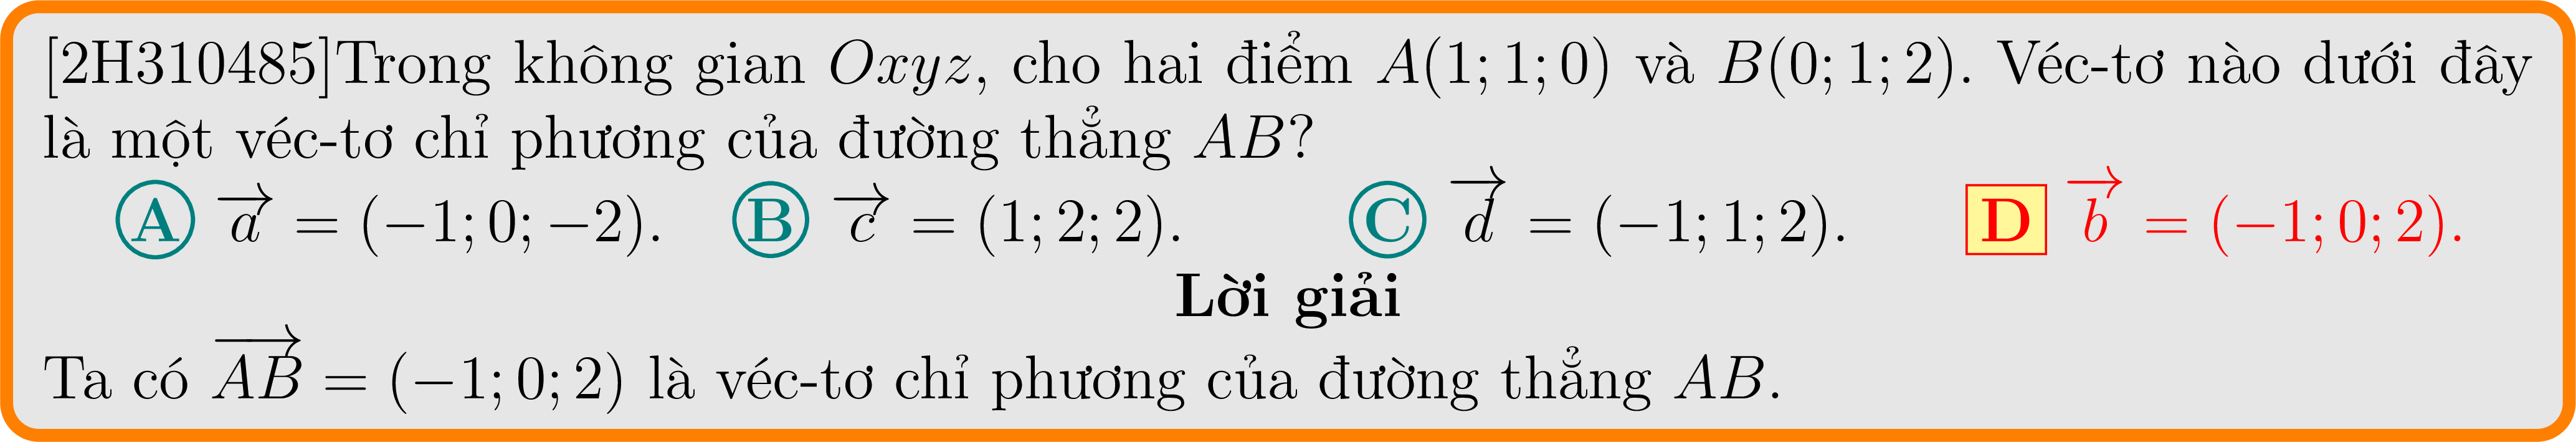 [2H310485]Trong không gian Oxyz, cho hai điểm A(1; 1; 0) và B(0; 1; 2). Véc-tơ nào dưới đây
là một véc-tơ chỉ phương của đường thẳng AB?
A $\overrightarrow{a}$ = (−1; 0; −2). B $\overrightarrow{c}$ = (1; 2; 2). C $\overrightarrow{d}$ = (−1; 1; 2). D $\overrightarrow{b}$ = (−1; 0; 2).
Lời giải
Ta có $\overrightarrow{AB}$ = (−1; 0; 2) là véc-tơ chỉ phương của đường thẳng AB.